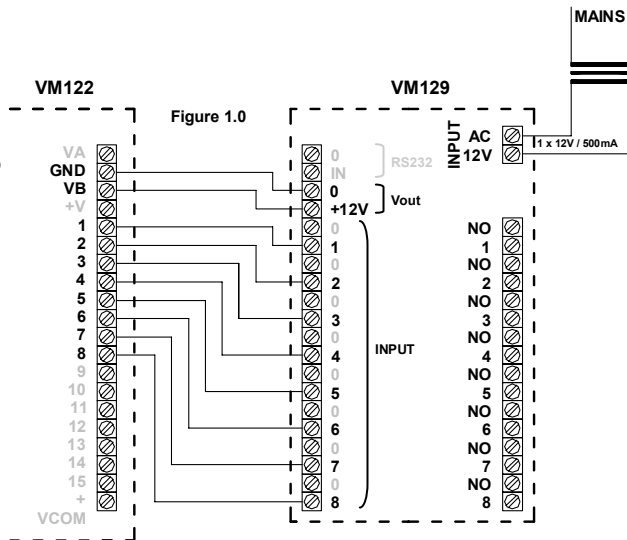 MAINS
VM122
Figure 1.0
VM129
VA
GND
VB
+V
1
2
3
4
5
6
7
8
9
10
11
12
13
14
15
+
VCOM
0
IN
RS232
0
+12V
Vout
0
1
0
2
0
3
0
4
0
5
0
6
0
7
0
8
INPUT
INPUT
AC
12V
1 x 12V / 500mA
NO
1
NO
2
NO
3
NO
4
NO
5
NO
6
NO
7
NO
8